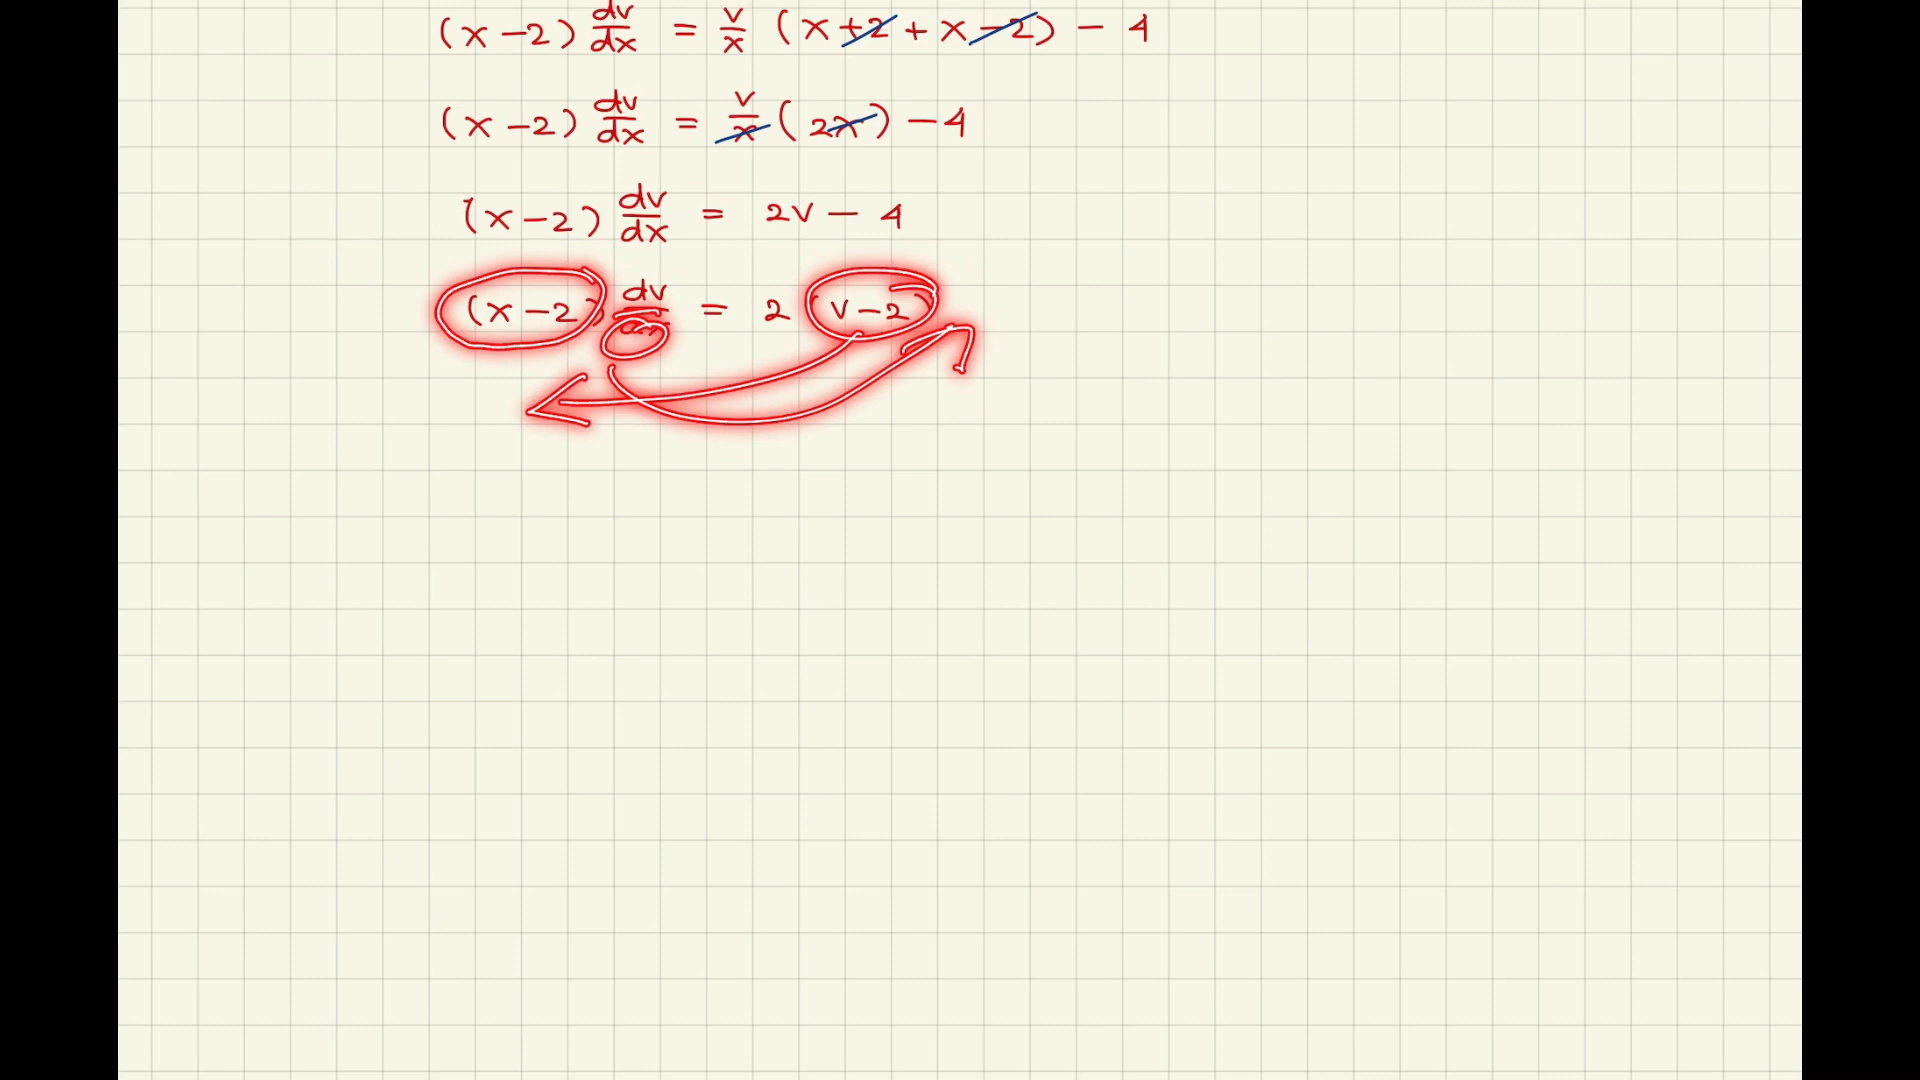 (x-2) dv/dx = v/x (x+2 + x-2) - 4
(x-2) dv/dx = v/x (2x) - 4
(x-2) dv/dx = 2v - 4
(x-2) dv/dx = 2 (v-2)